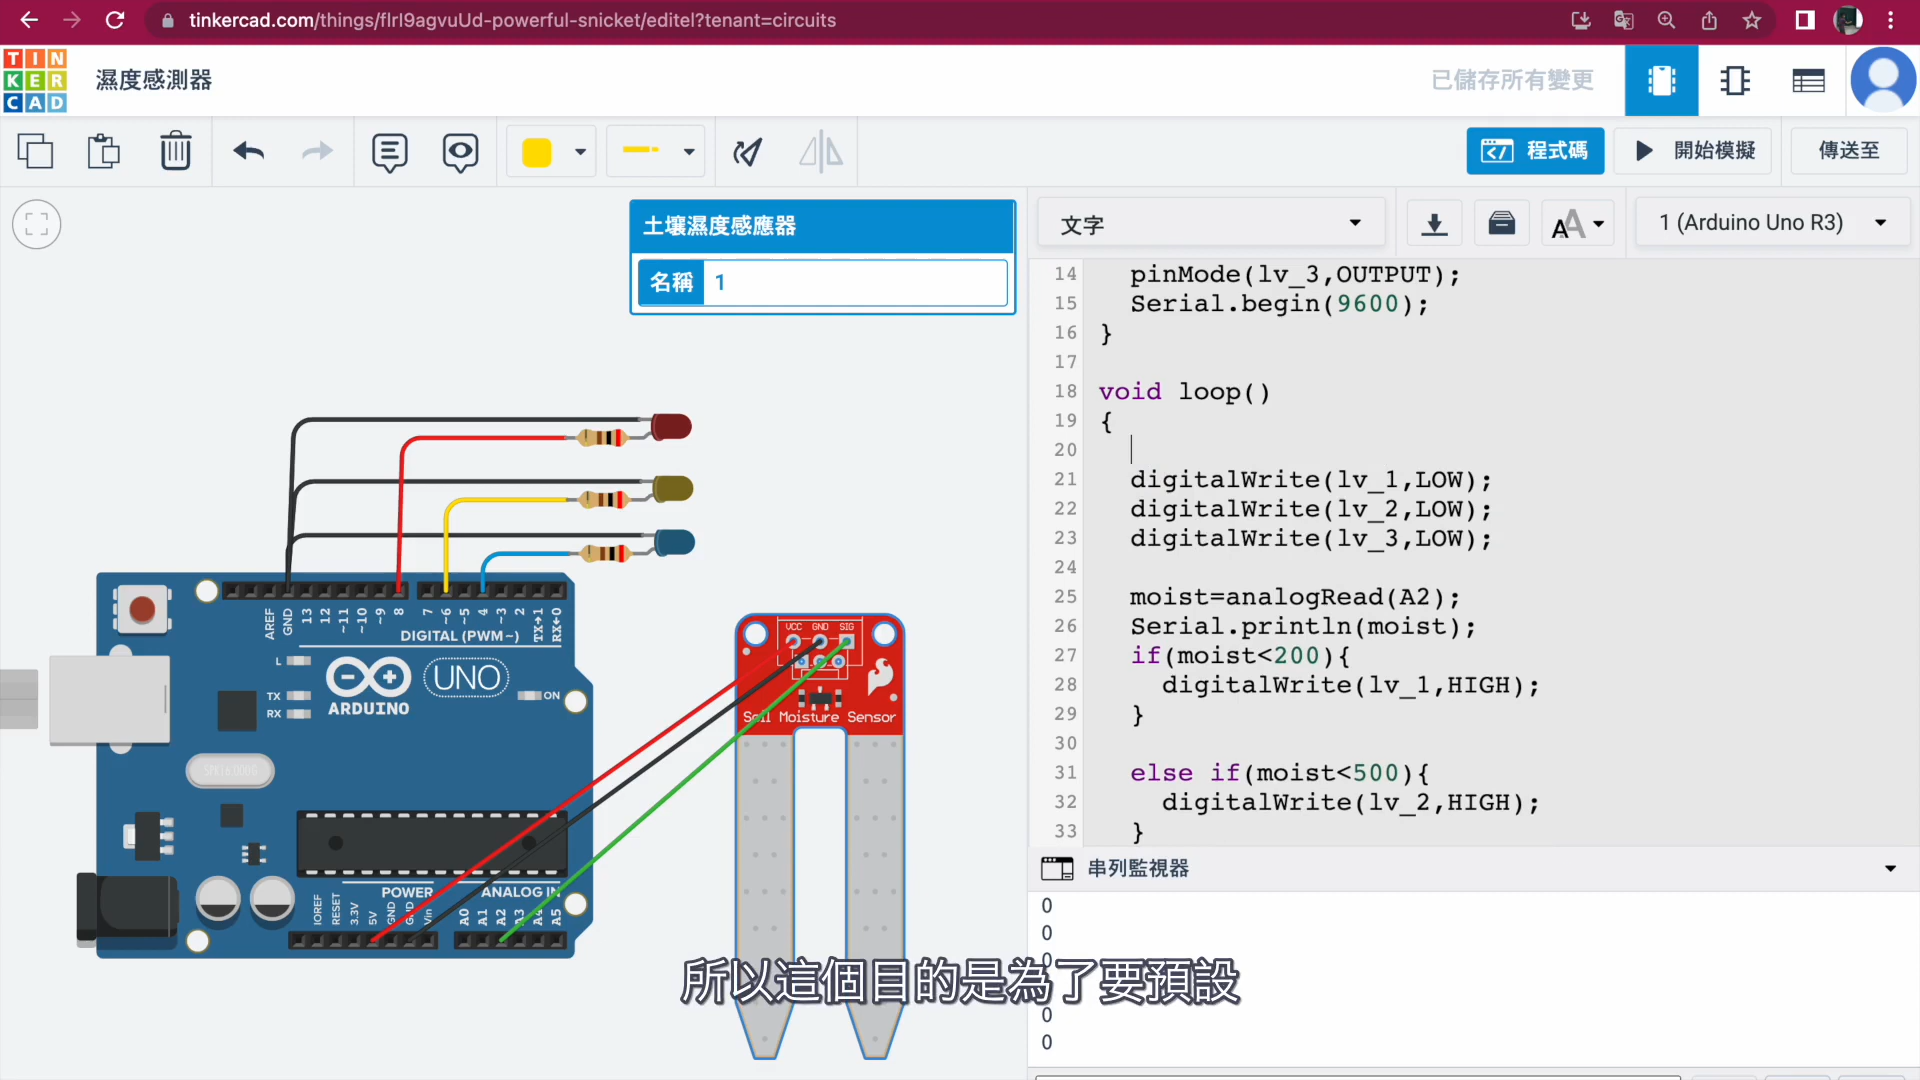 tinkercad.com/things/flrI9agvuUd-powerful-snicket/editel?tenant=circuits
TIN
KER
CAD
濕度感測器
已儲存所有變更
程式碼
開始模擬
傳送至
土壤濕度感應器
名稱 1
文字
1 (Arduino Uno R3)
14 pinMode(lv_3,OUTPUT);
15 Serial.begin(9600);
16 }
17
18 void loop()
19 {
20
21 digitalWrite(lv_1,LOW);
22 digitalWrite(lv_2,LOW);
23 digitalWrite(lv_3,LOW);
24
25 moist=analogRead(A2);
26 Serial.println(moist);
27 if(moist<200){
28 digitalWrite(lv_1,HIGH);
29 }
30
31 else if(moist<500){
32 digitalWrite(lv_2,HIGH);
33 }
串列監視器
0
0
0
0
0
AREF GND 13 12 ~11 ~10 ~9 8 7 ~6 ~5 4 ~3 2 TX→1 RX←0
DIGITAL (PWM~)
L
TX
RX
UNO
ON
ARDUINO
POWER
ANALOG IN
IOREF RESET 3.3V 5V GND GND Vin A0 A1 A2 A3 A4 A5
VCC GND SIG
Soil Moisture Sensor
所以這個目的是為了要預設